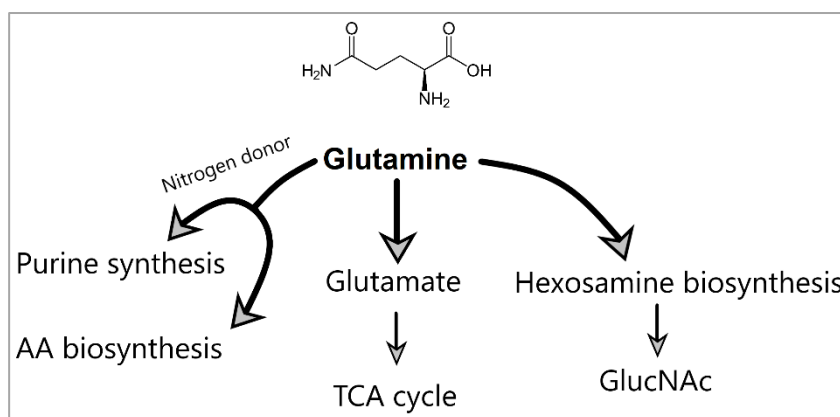 O
O
H₂N
OH
NH₂
Nitrogen donor
Glutamine
Purine synthesis
Glutamate
Hexosamine biosynthesis
AA biosynthesis
TCA cycle
GlucNAc